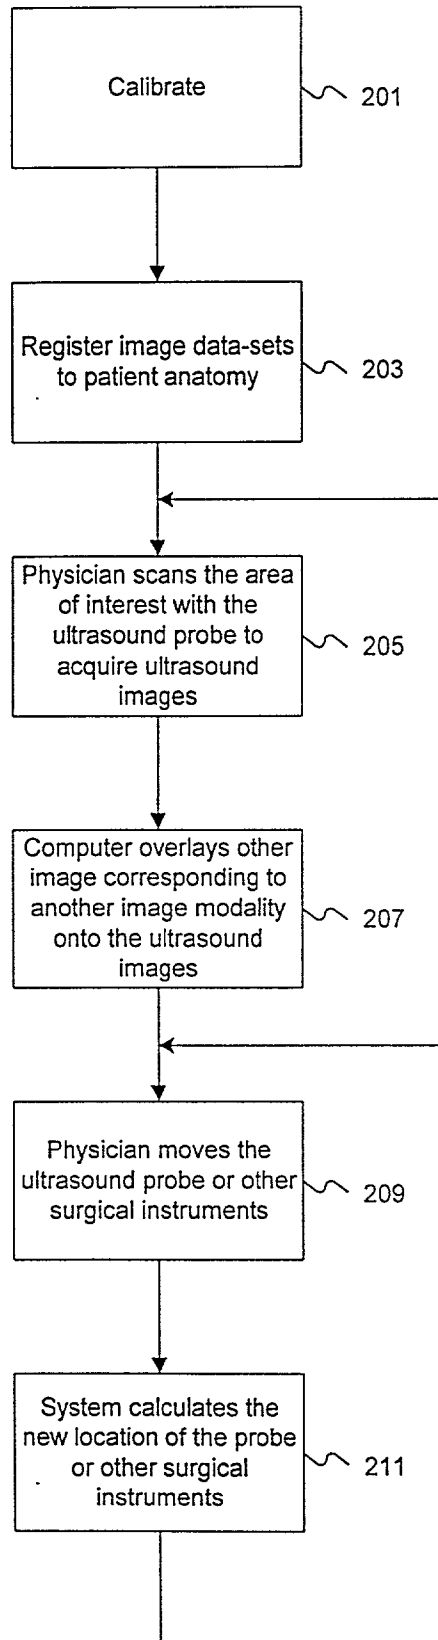 Calibrate
201
Register image data-sets
to patient anatomy
203
Physician scans the area
of interest with the
ultrasound probe to
acquire ultrasound
images
205
Computer overlays other
image corresponding to
another image modality
onto the ultrasound
images
207
Physician moves the
ultrasound probe or other
surgical instruments
209
System calculates the
new location of the probe
or other surgical
instruments
211